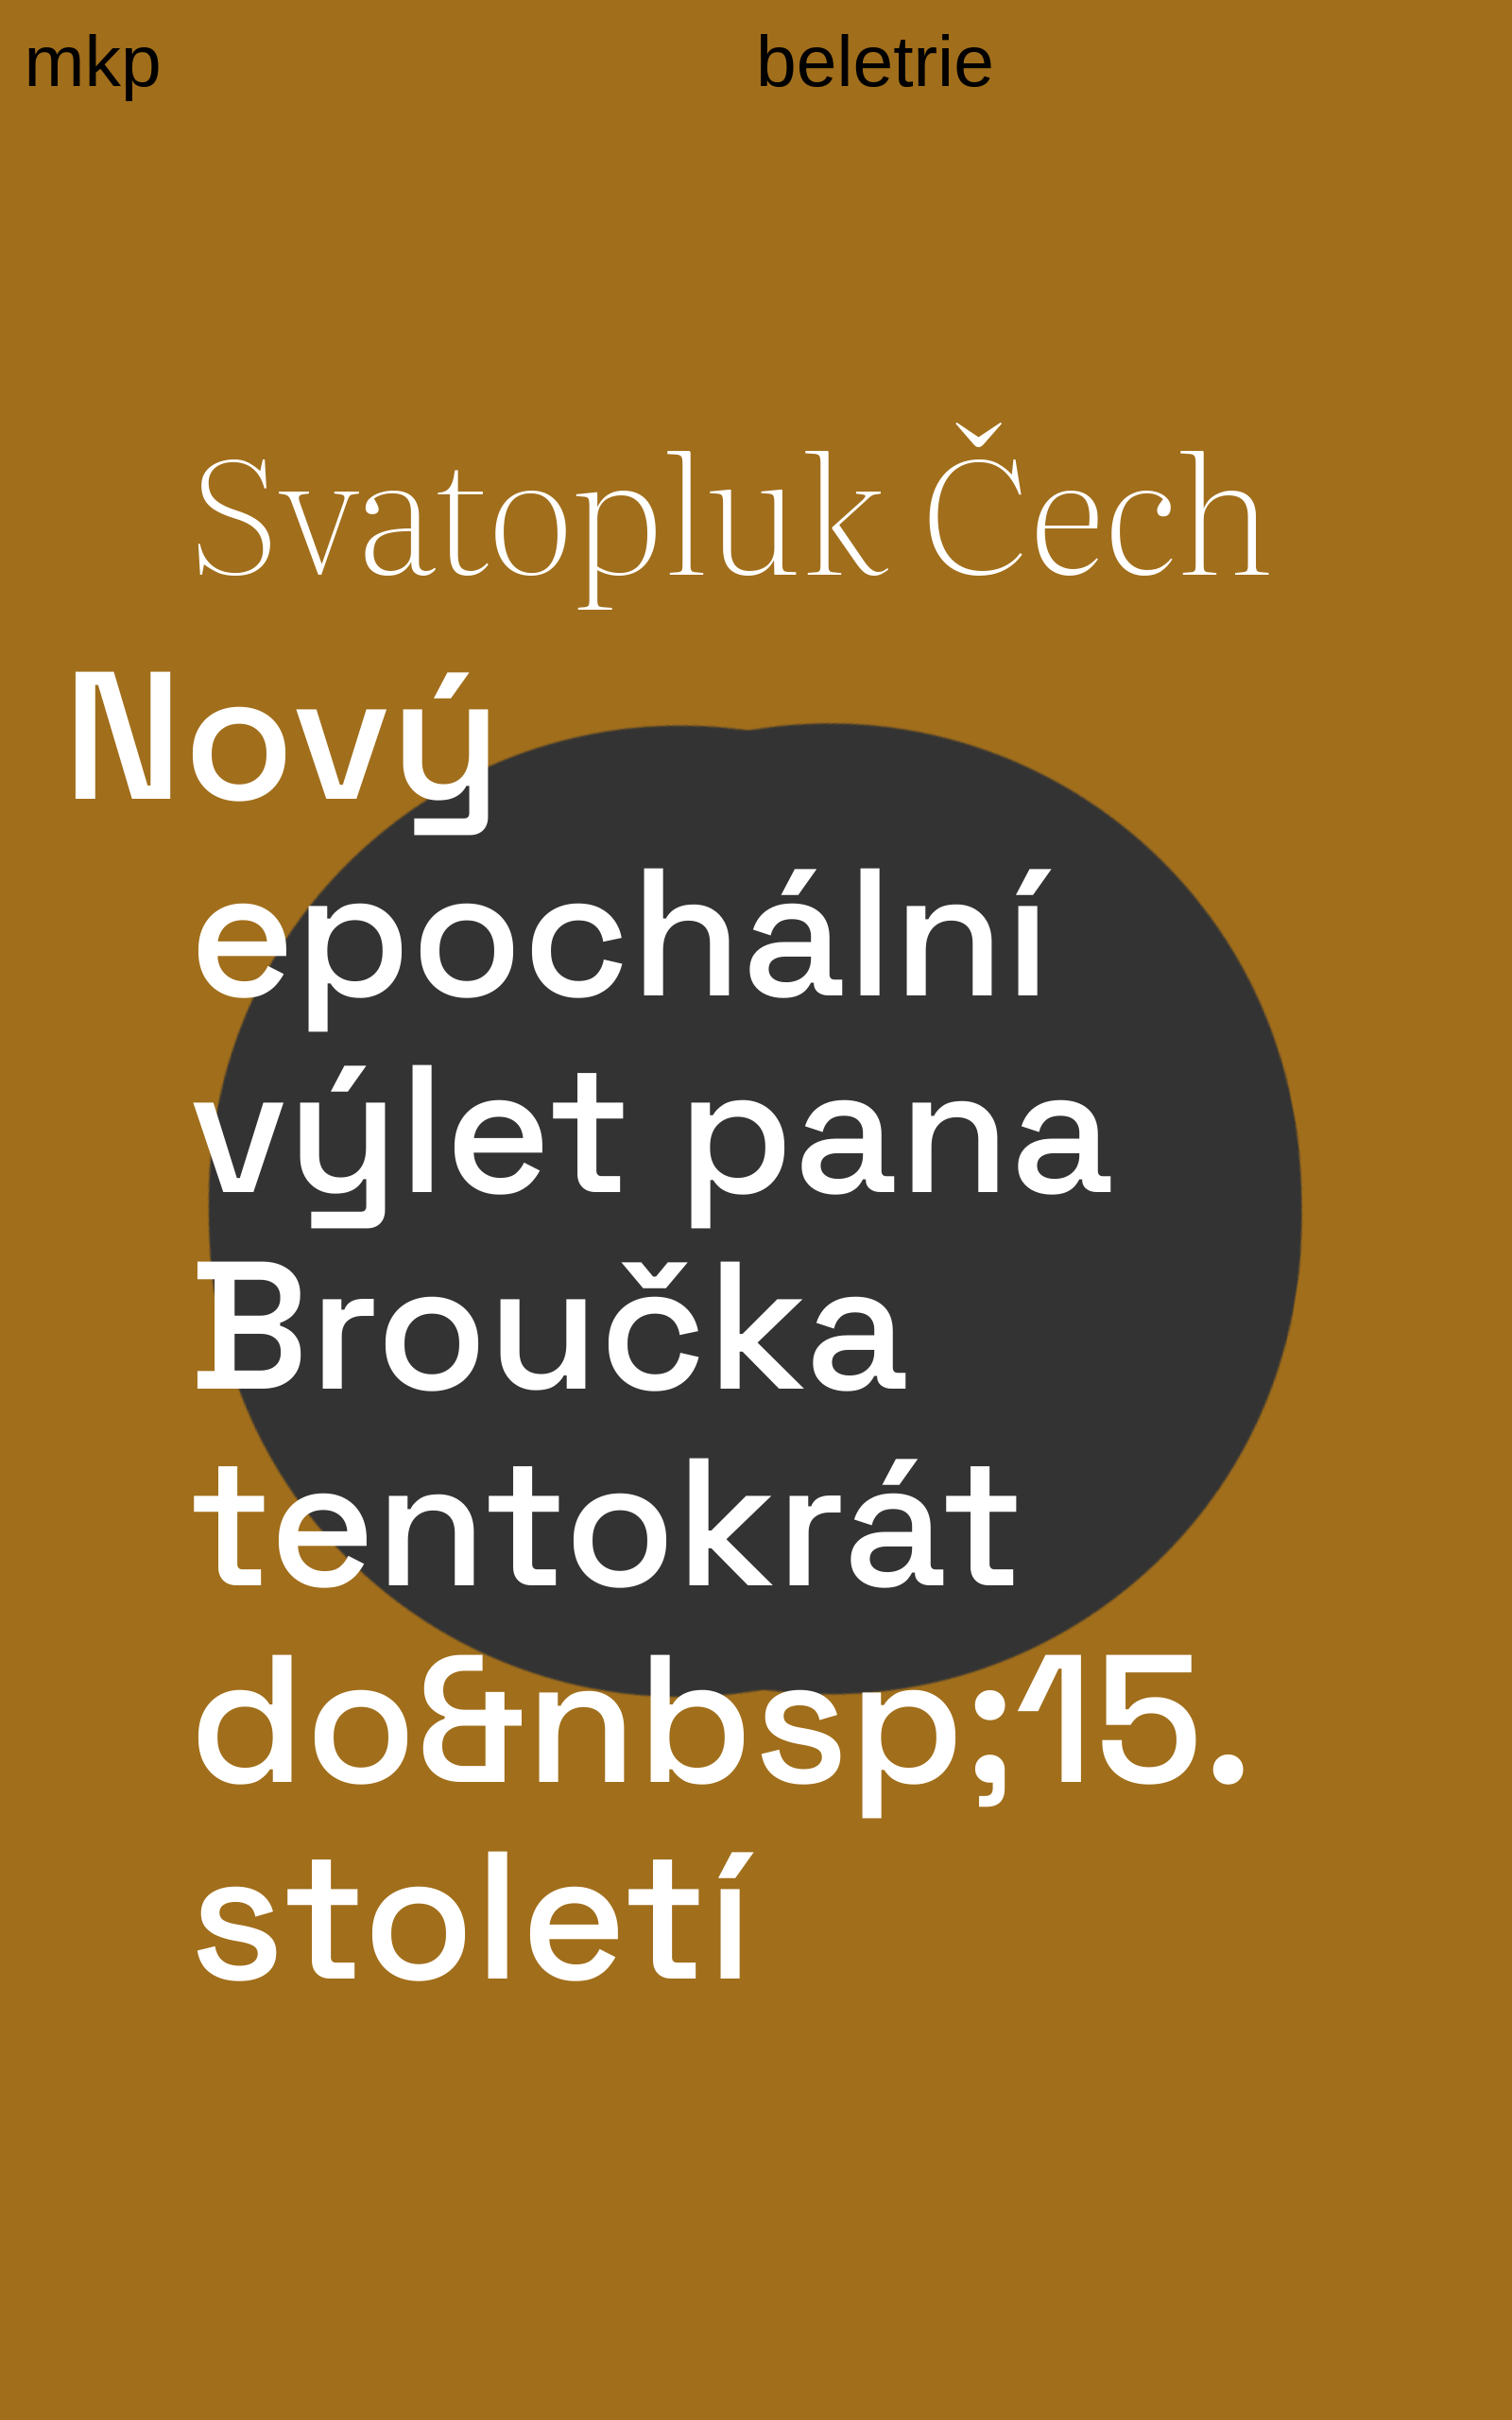 mkp beletrie
Svatopluk Čech
Nový
epochální
výlet pana
Broučka
tentokrát
do&nbsp;15.
století